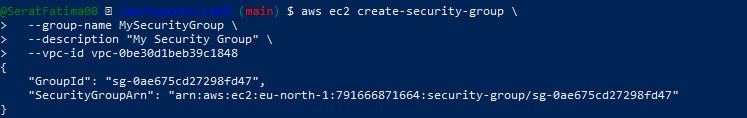 @SeratFatima00 (main) $ aws ec2 create-security-group \
>   --group-name MySecurityGroup \
>   --description "My Security Group" \
>   --vpc-id vpc-0be30d1beb39c1848
{
    "GroupId": "sg-0ae675cd27298fd47",
    "SecurityGroupArn": "arn:aws:ec2:eu-north-1:791666871664:security-group/sg-0ae675cd27298fd47"
}